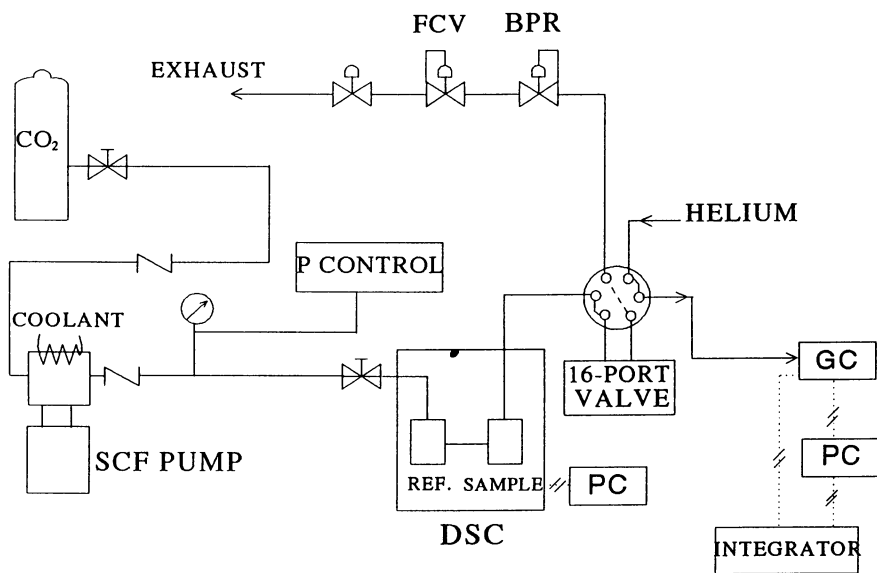 FCV
BPR
EXHAUST
CO₂
HELIUM
P CONTROL
COOLANT
16-PORT
VALVE
GC
SCF PUMP
REF.
SAMPLE
PC
PC
DSC
INTEGRATOR